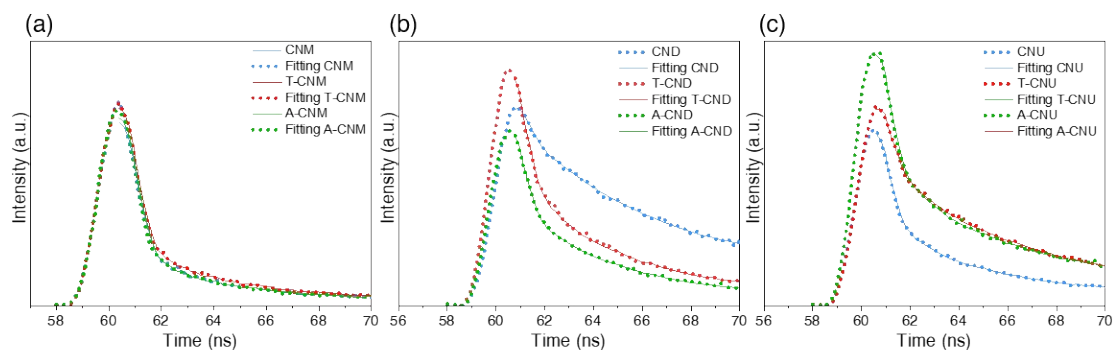 (a)
CNM
Fitting CNM
T-CNM
Fitting T-CNM
A-CNM
Fitting A-CNM
Intensity (a.u.)
58 60 62 64 66 68 70
Time (ns)
(b)
CND
Fitting CND
T-CND
Fitting T-CND
A-CND
Fitting A-CND
Intensity (a.u.)
56 58 60 62 64 66 68 70
Time (ns)
(c)
CNU
Fitting CNU
T-CNU
Fitting T-CNU
A-CNU
Fitting A-CNU
Intensity (a.u.)
56 58 60 62 64 66 68 70
Time (ns)